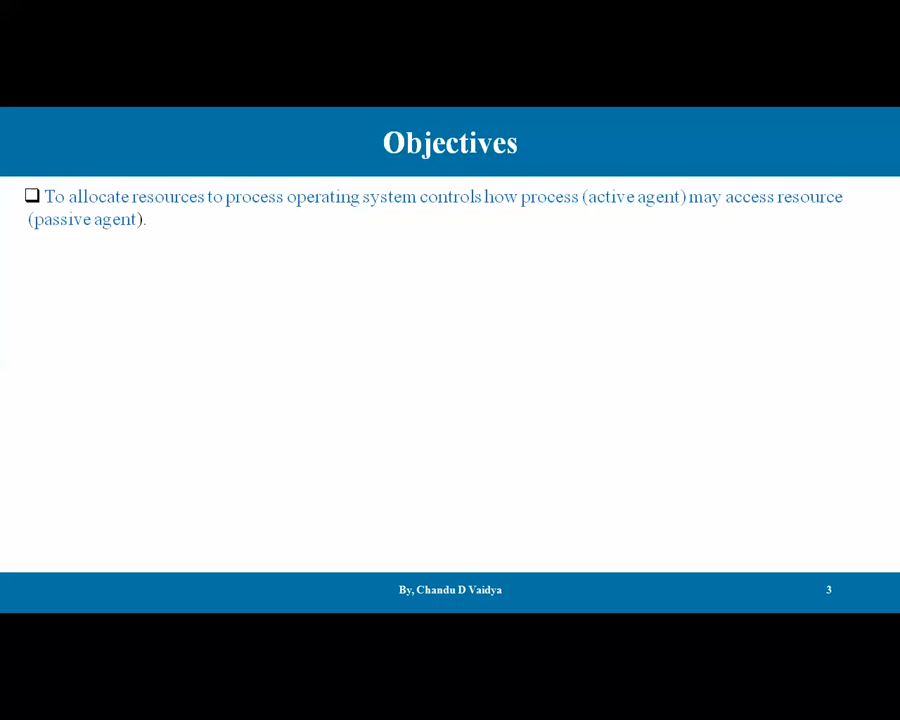 Objectives
❑ To allocate resources to process operating system controls how process (active agent) may access resource
(passive agent).
By, Chandu D Vaidya
3